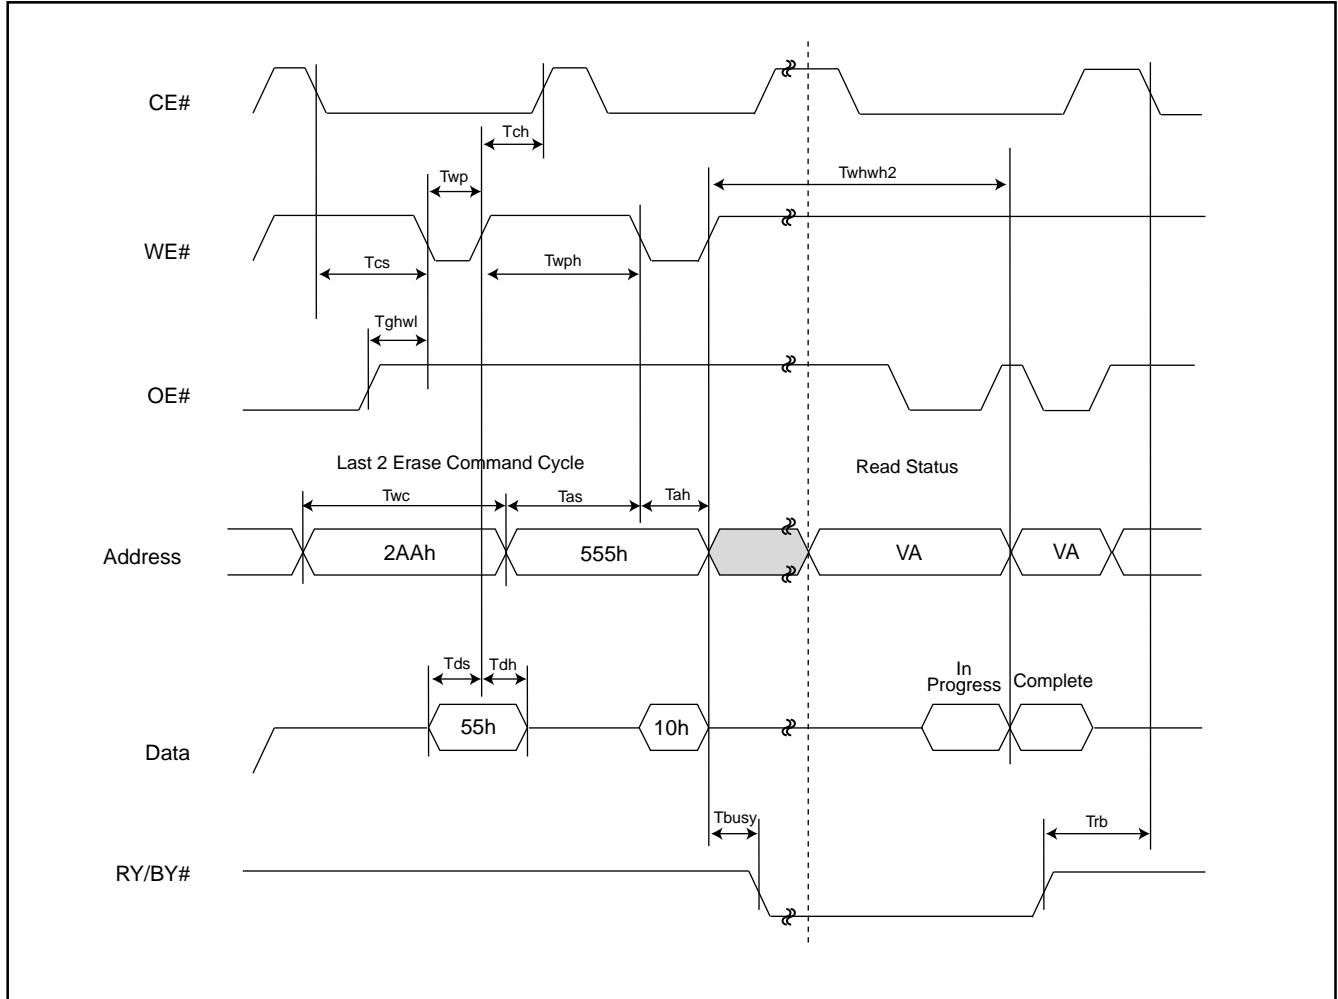 CE#
Tch
Twp
Twhwh2
WE#
Tcs
Twph
Tghwl
OE#
Last 2 Erase Command Cycle
Read Status
Twc
Tas
Tah
Address
2AAh
555h
VA
VA
Tds
Tdh
In
Progress
Complete
Data
55h
10h
Tbusy
Trb
RY/BY#